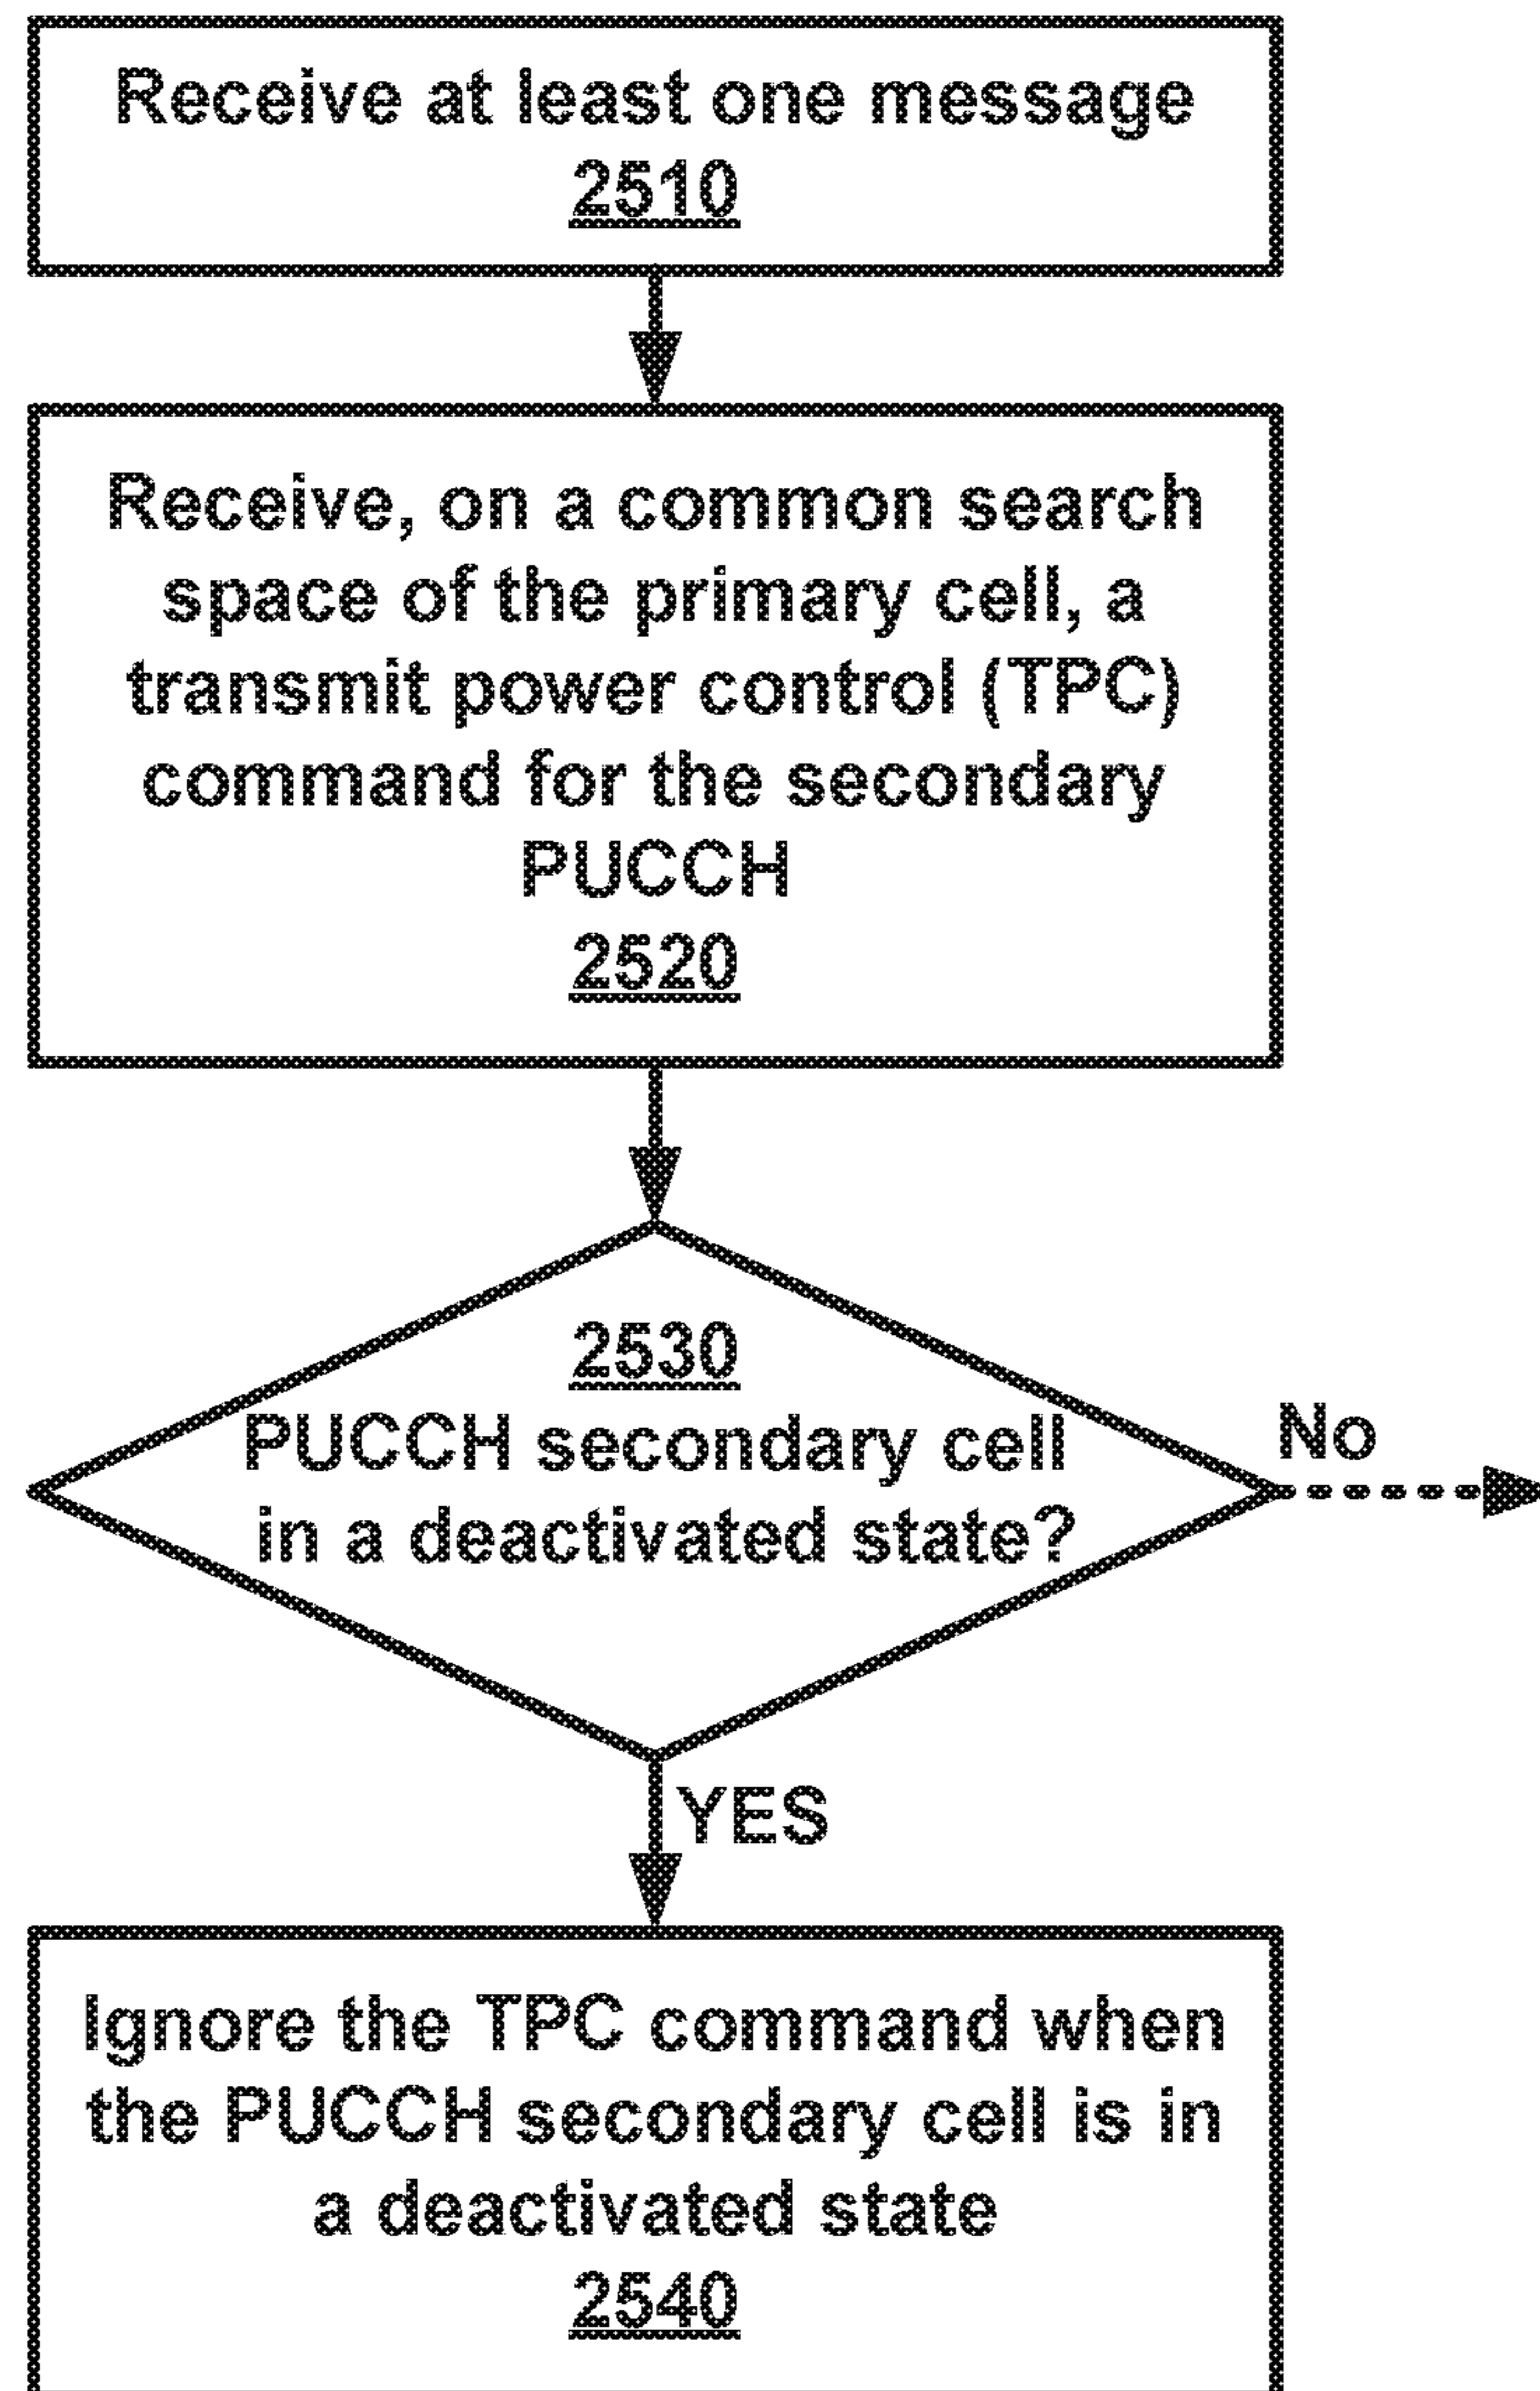 Receive at least one message
2510
Receive, on a common search
space of the primary cell, a
transmit power control (TPC)
command for the secondary
PUCCH
2520
2530
PUCCH secondary cell
in a deactivated state?
No
YES
Ignore the TPC command when
the PUCCH secondary cell is in
a deactivated state
2540